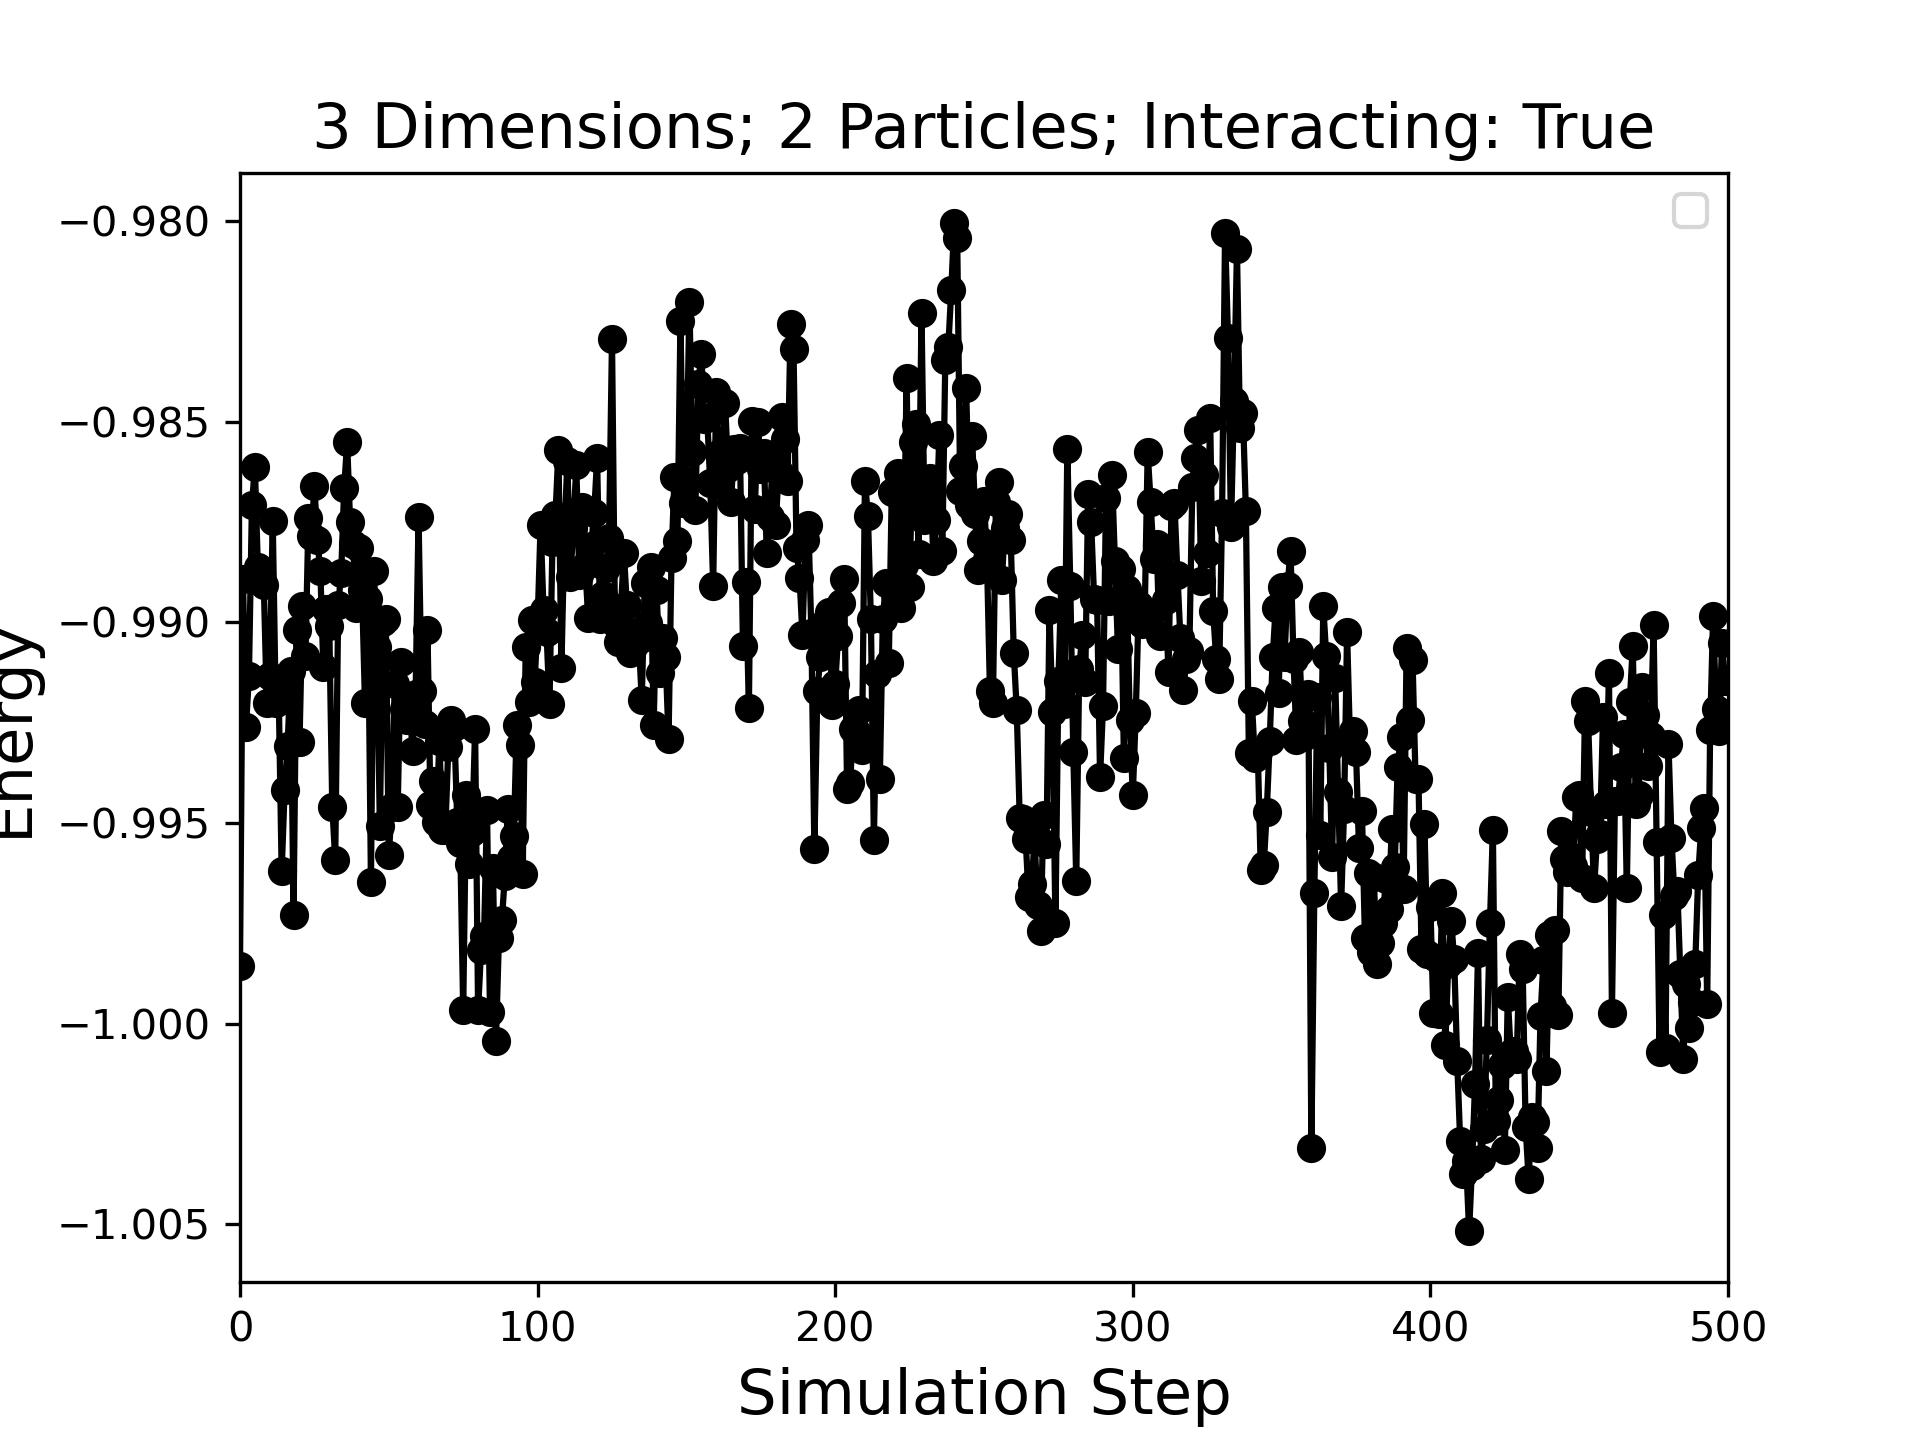 3 Dimensions; 2 Particles; Interacting: True
Energy
−0.980
−0.985
−0.990
−0.995
−1.000
−1.005
0 100 200 300 400 500
Simulation Step